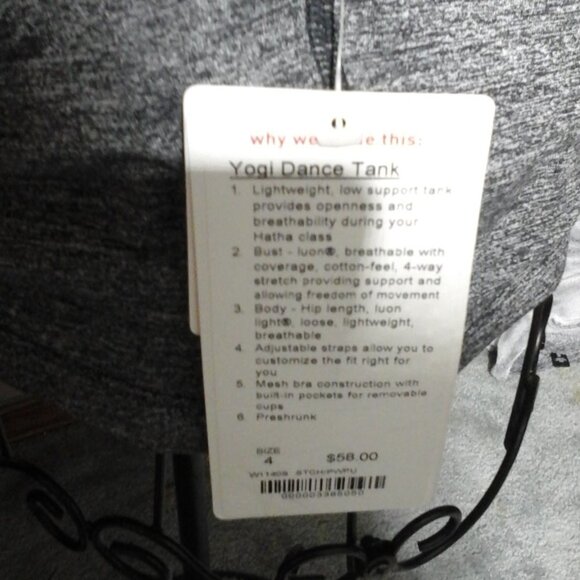 why we this:
Yogi Dance Tank
1. Lightweight, low support tank
provides openness and
breathability during your
Hatha class
2. Bust - luon®, breathable with
coverage, cotton-feel, 4-way
stretch providing support and
allowing freedom of movement
3. Body - Hip length, luon
light®, loose, lightweight,
breathable
4. Adjustable straps allow you to
customize the fit right for
you
5. Mesh bra construction with
built-in pockets for removable
cups
6. Preshrunk
SIZE
4 $58.00